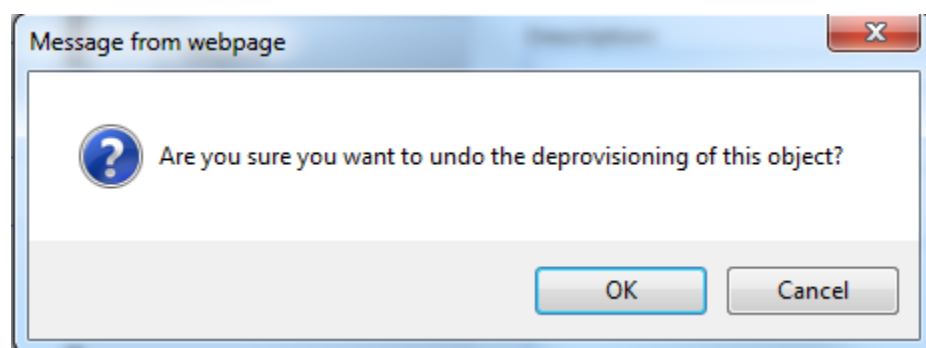 Message from webpage
Are you sure you want to undo the deprovisioning of this object?
OK
Cancel